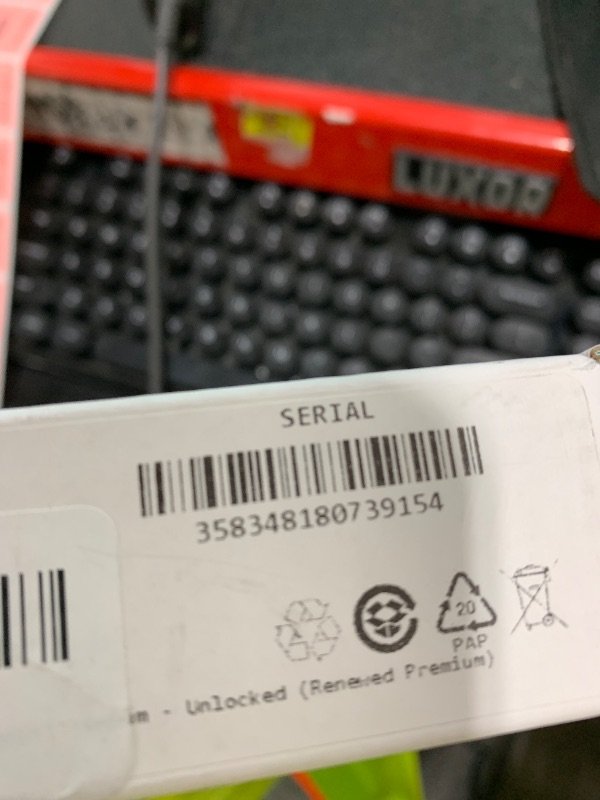 LUXOR
SERIAL
358348180739154
20
PAP
m - Unlocked (Renewed Premium)